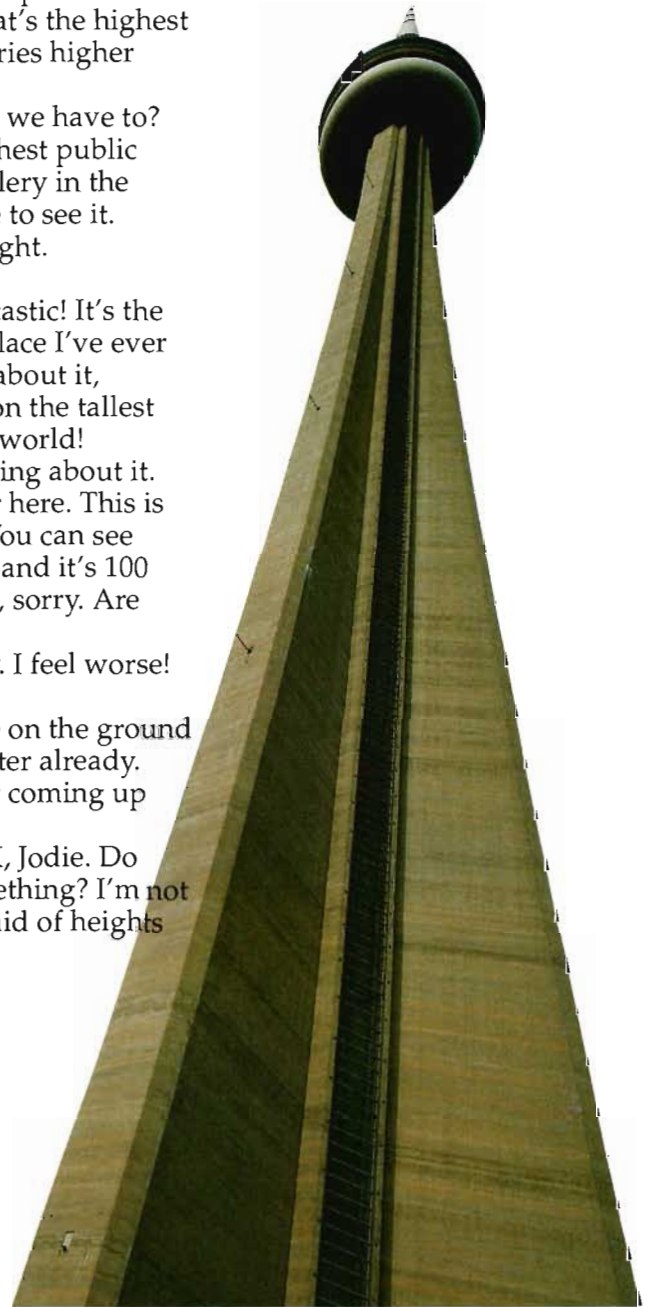 at's the highest
ries higher
we have to?
hest public
lery in the
to see it.
ght.
astic! It's the
lace I've ever
about it,
on the tallest
world!
ing about it.
here. This is
ou can see
and it's 100
, sorry. Are
. I feel worse!
on the ground
ter already.
coming up
, Jodie. Do
ething? I'm not
aid of heights